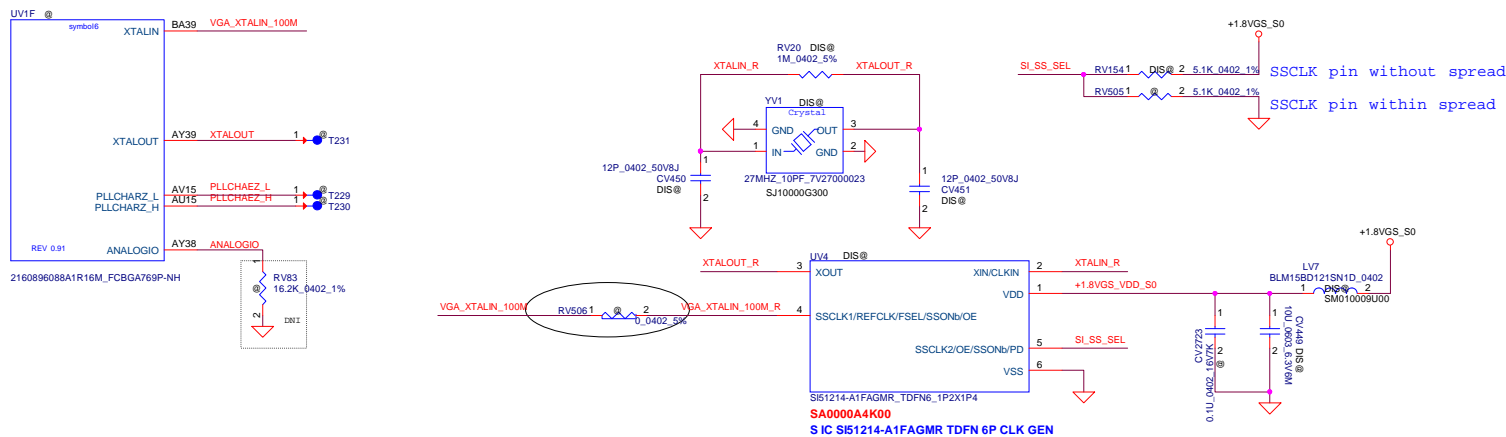 UV1F @
symbol6
XTALIN BA39 VGA_XTALIN_100M
XTALOUT AY39 XTALOUT 1 @ T231
PLLCHARZ_L AV15 PLLCHAEZ_L 1 @ T229
PLLCHARZ_H AU15 PLLCHAEZ_H 1 @ T230
REV 0.91
ANALOGIO AY38 ANALOGIO
2160896088A1R16M_FCBGA769P-NH
1
RV83
@ 16.2K_0402_1%
2
DNI
RV20 DIS@
1M_0402_5%
XTALIN_R XTALOUT_R
YV1 DIS@
Crystal
4 GND OUT 3
1 IN GND 2
27MHZ_10PF_7V27000023
SJ10000G300
12P_0402_50V8J
CV450
DIS@
1
2
12P_0402_50V8J
CV451
DIS@
1
2
+1.8VGS_S0
SI_SS_SEL RV154 1 DIS@ 2 5.1K_0402_1% SSCLK pin without spread
RV505 1 @ 2 5.1K_0402_1% SSCLK pin within spread
UV4 DIS@
XTALOUT_R 3 XOUT XIN/CLKIN 2 XTALIN_R
VDD 1 +1.8VGS_VDD_S0
VGA_XTALIN_100M RV506 1 @ 2 0_0402_5% VGA_XTALIN_100M_R 4 SSCLK1/REFCLK/FSEL/SSONb/OE
SSCLK2/OE/SSONb/PD 5 SI_SS_SEL
VSS 6
SI51214-A1FAGMR_TDFN6_1P2X1P4
SA0000A4K00
S IC SI51214-A1FAGMR TDFN 6P CLK GEN
+1.8VGS_S0
LV7
BLM15BD121SN1D_0402
1 DIS@ 2
SM010009U00
1
2
CV2723 @
0.1U_0402_16V7K
1
2
CV449 DIS@
10U_0603_6.3V6M